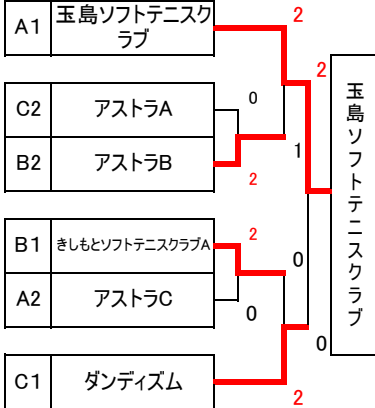 A1 玉島ソフトテニスク
ラブ
2
2
C2 アストラA
0
B2 アストラB
2
1
B1 きしもとソフトテニスクラブA
2
0
A2 アストラC
0
0
C1 ダンディズム
2
玉島ソフトテニスクラブ